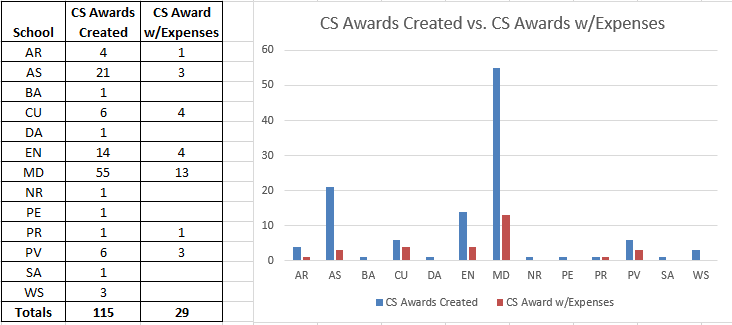 School CS Awards Created CS Award w/Expenses
AR 4 1
AS 21 3
BA 1
CU 6 4
DA 1
EN 14 4
MD 55 13
NR 1
PE 1
PR 1 1
PV 6 3
SA 1
WS 3
Totals 115 29
CS Awards Created vs. CS Awards w/Expenses
60
50
40
30
20
10
0
AR AS BA CU DA EN MD NR PE PR PV SA WS
CS Awards Created CS Award w/Expenses